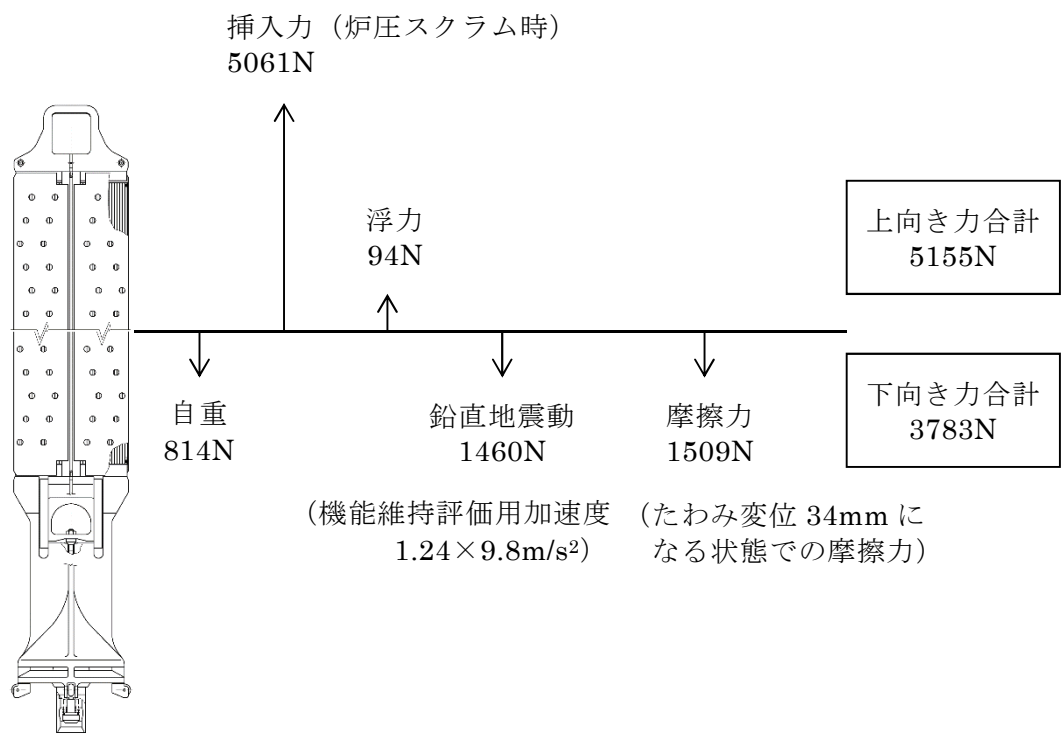 挿入力（炉圧スクラム時）
5061N
浮力
94N
上向き力合計
5155N
自重
814N
鉛直地震動
1460N
（機能維持評価用加速度
1.24×9.8m/s²）
摩擦力
1509N
（たわみ変位 34mm に
なる状態での摩擦力）
下向き力合計
3783N